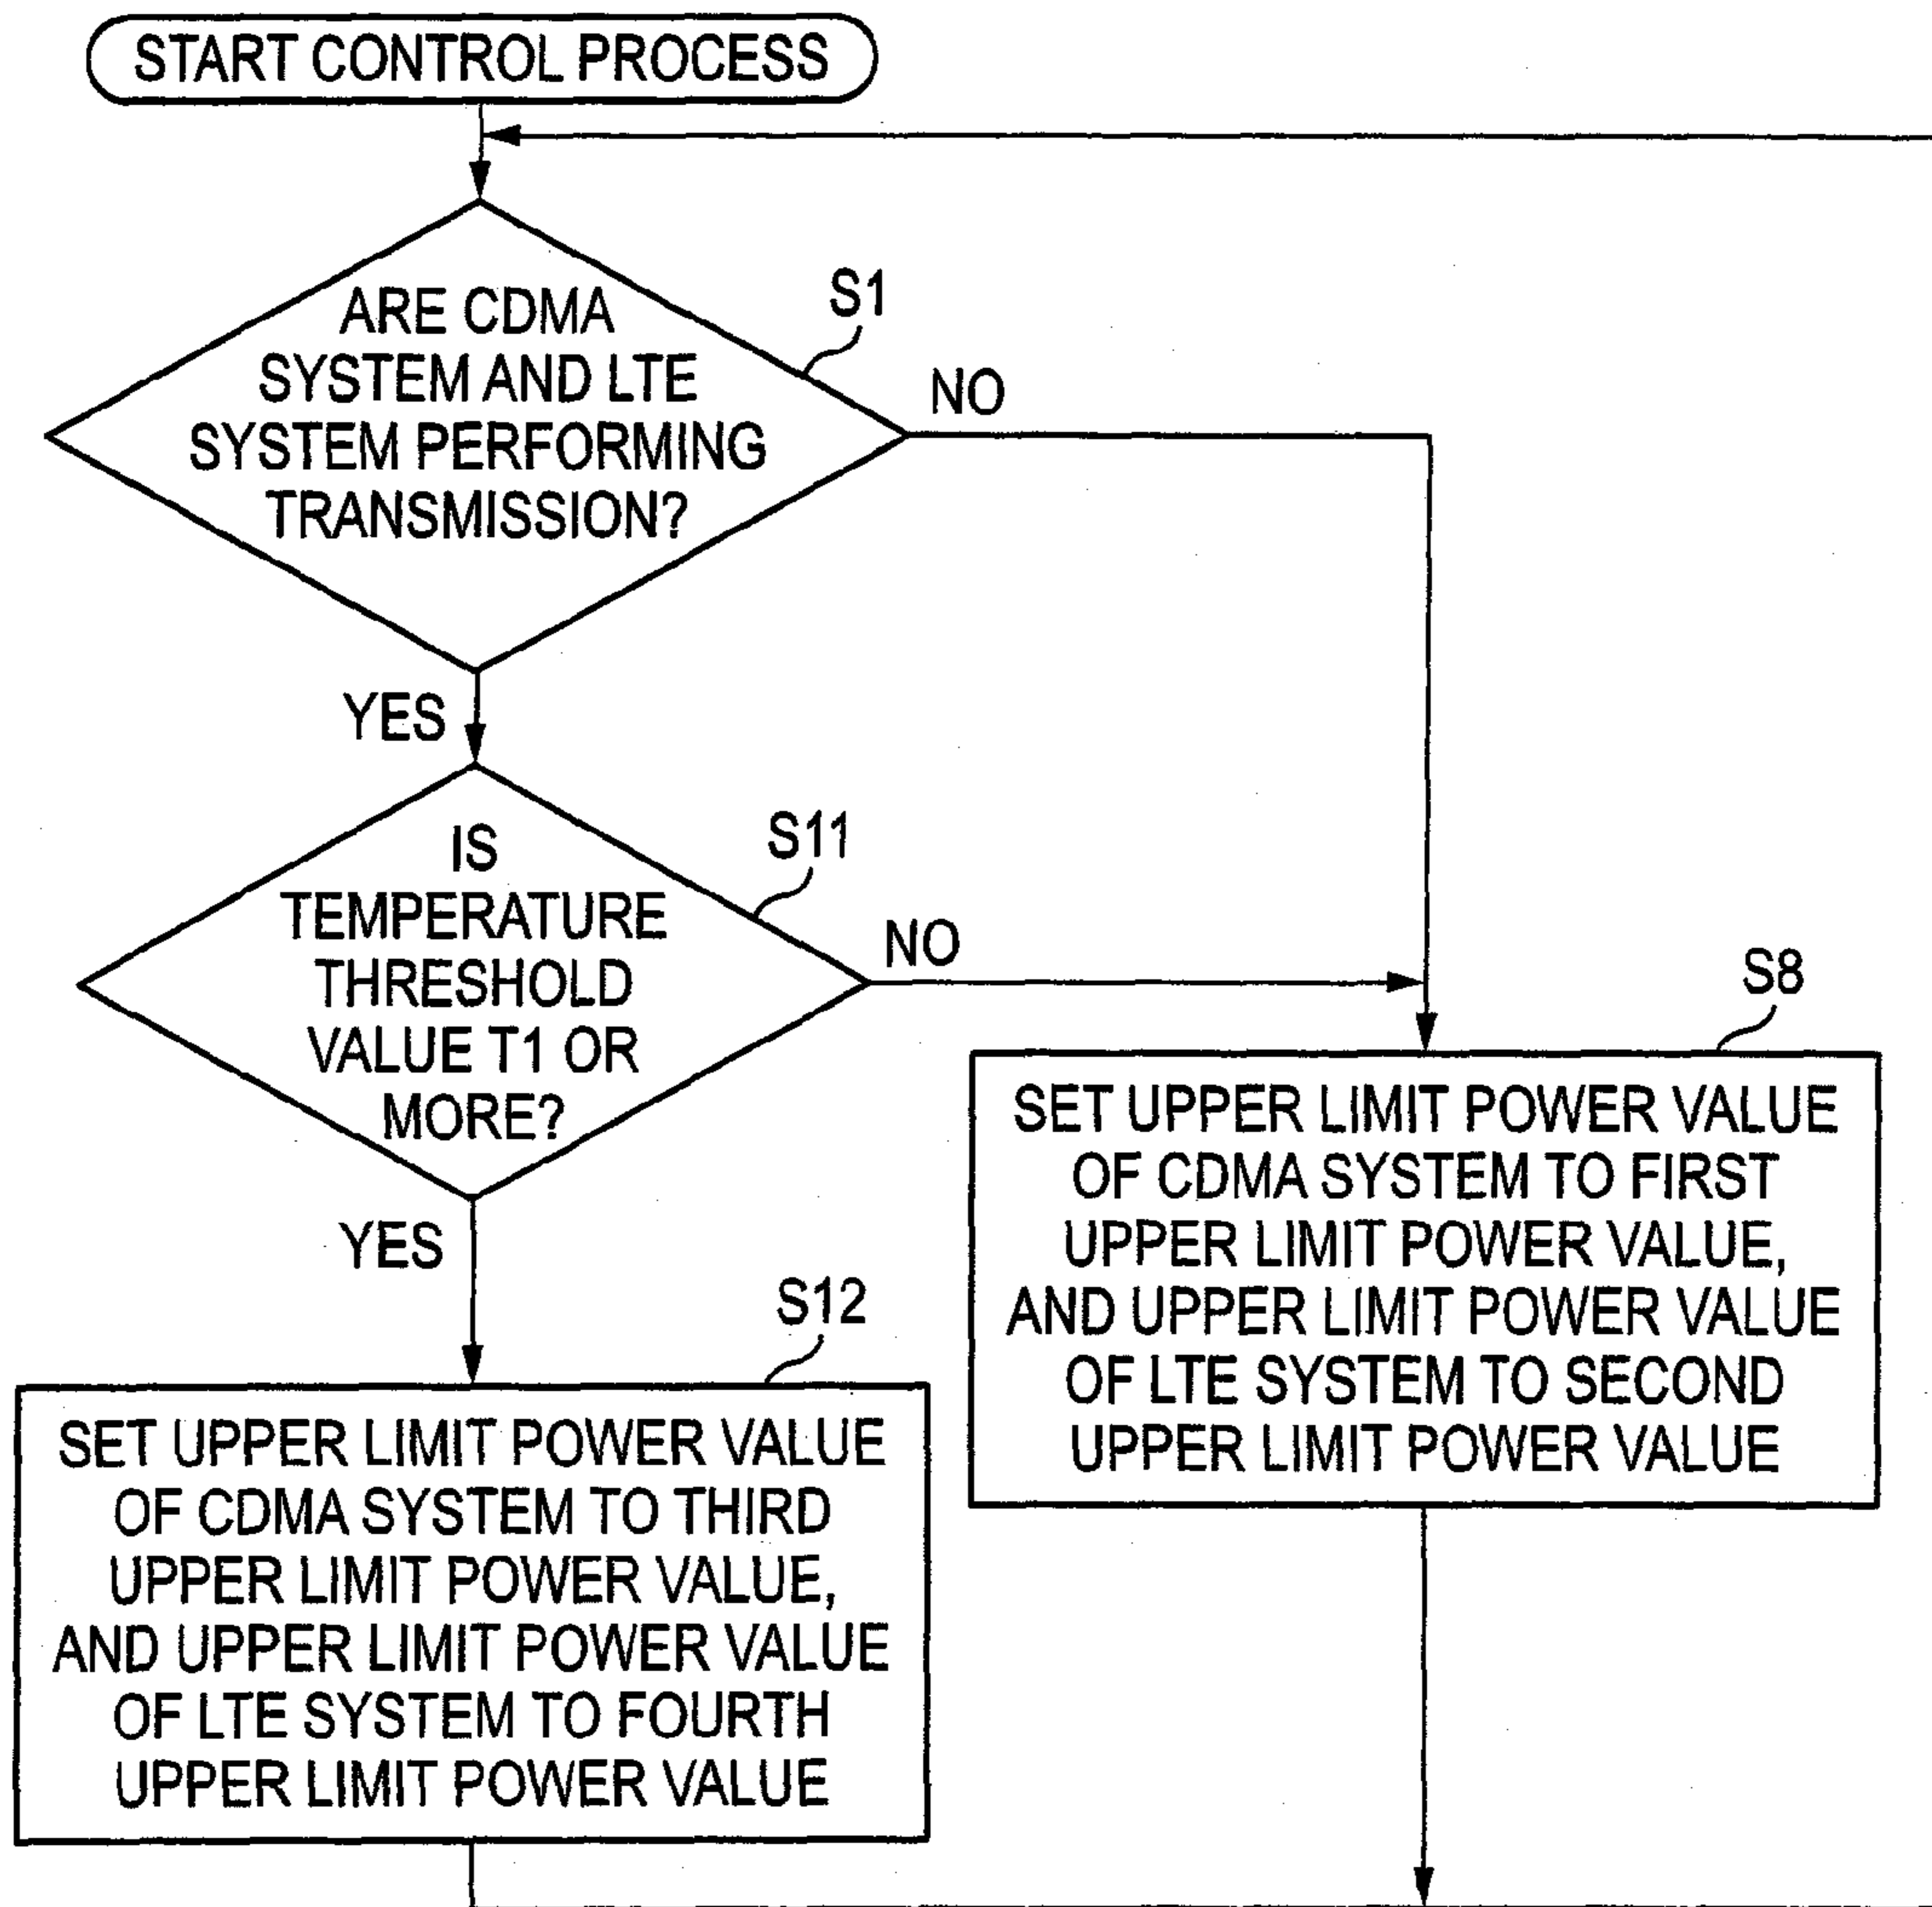 START CONTROL PROCESS
ARE CDMA
SYSTEM AND LTE
SYSTEM PERFORMING
TRANSMISSION?
S1
NO
YES
IS
TEMPERATURE
THRESHOLD
VALUE T1 OR
MORE?
S11
NO
YES
S8
SET UPPER LIMIT POWER VALUE
OF CDMA SYSTEM TO FIRST
UPPER LIMIT POWER VALUE,
AND UPPER LIMIT POWER VALUE
OF LTE SYSTEM TO SECOND
UPPER LIMIT POWER VALUE
S12
SET UPPER LIMIT POWER VALUE
OF CDMA SYSTEM TO THIRD
UPPER LIMIT POWER VALUE,
AND UPPER LIMIT POWER VALUE
OF LTE SYSTEM TO FOURTH
UPPER LIMIT POWER VALUE